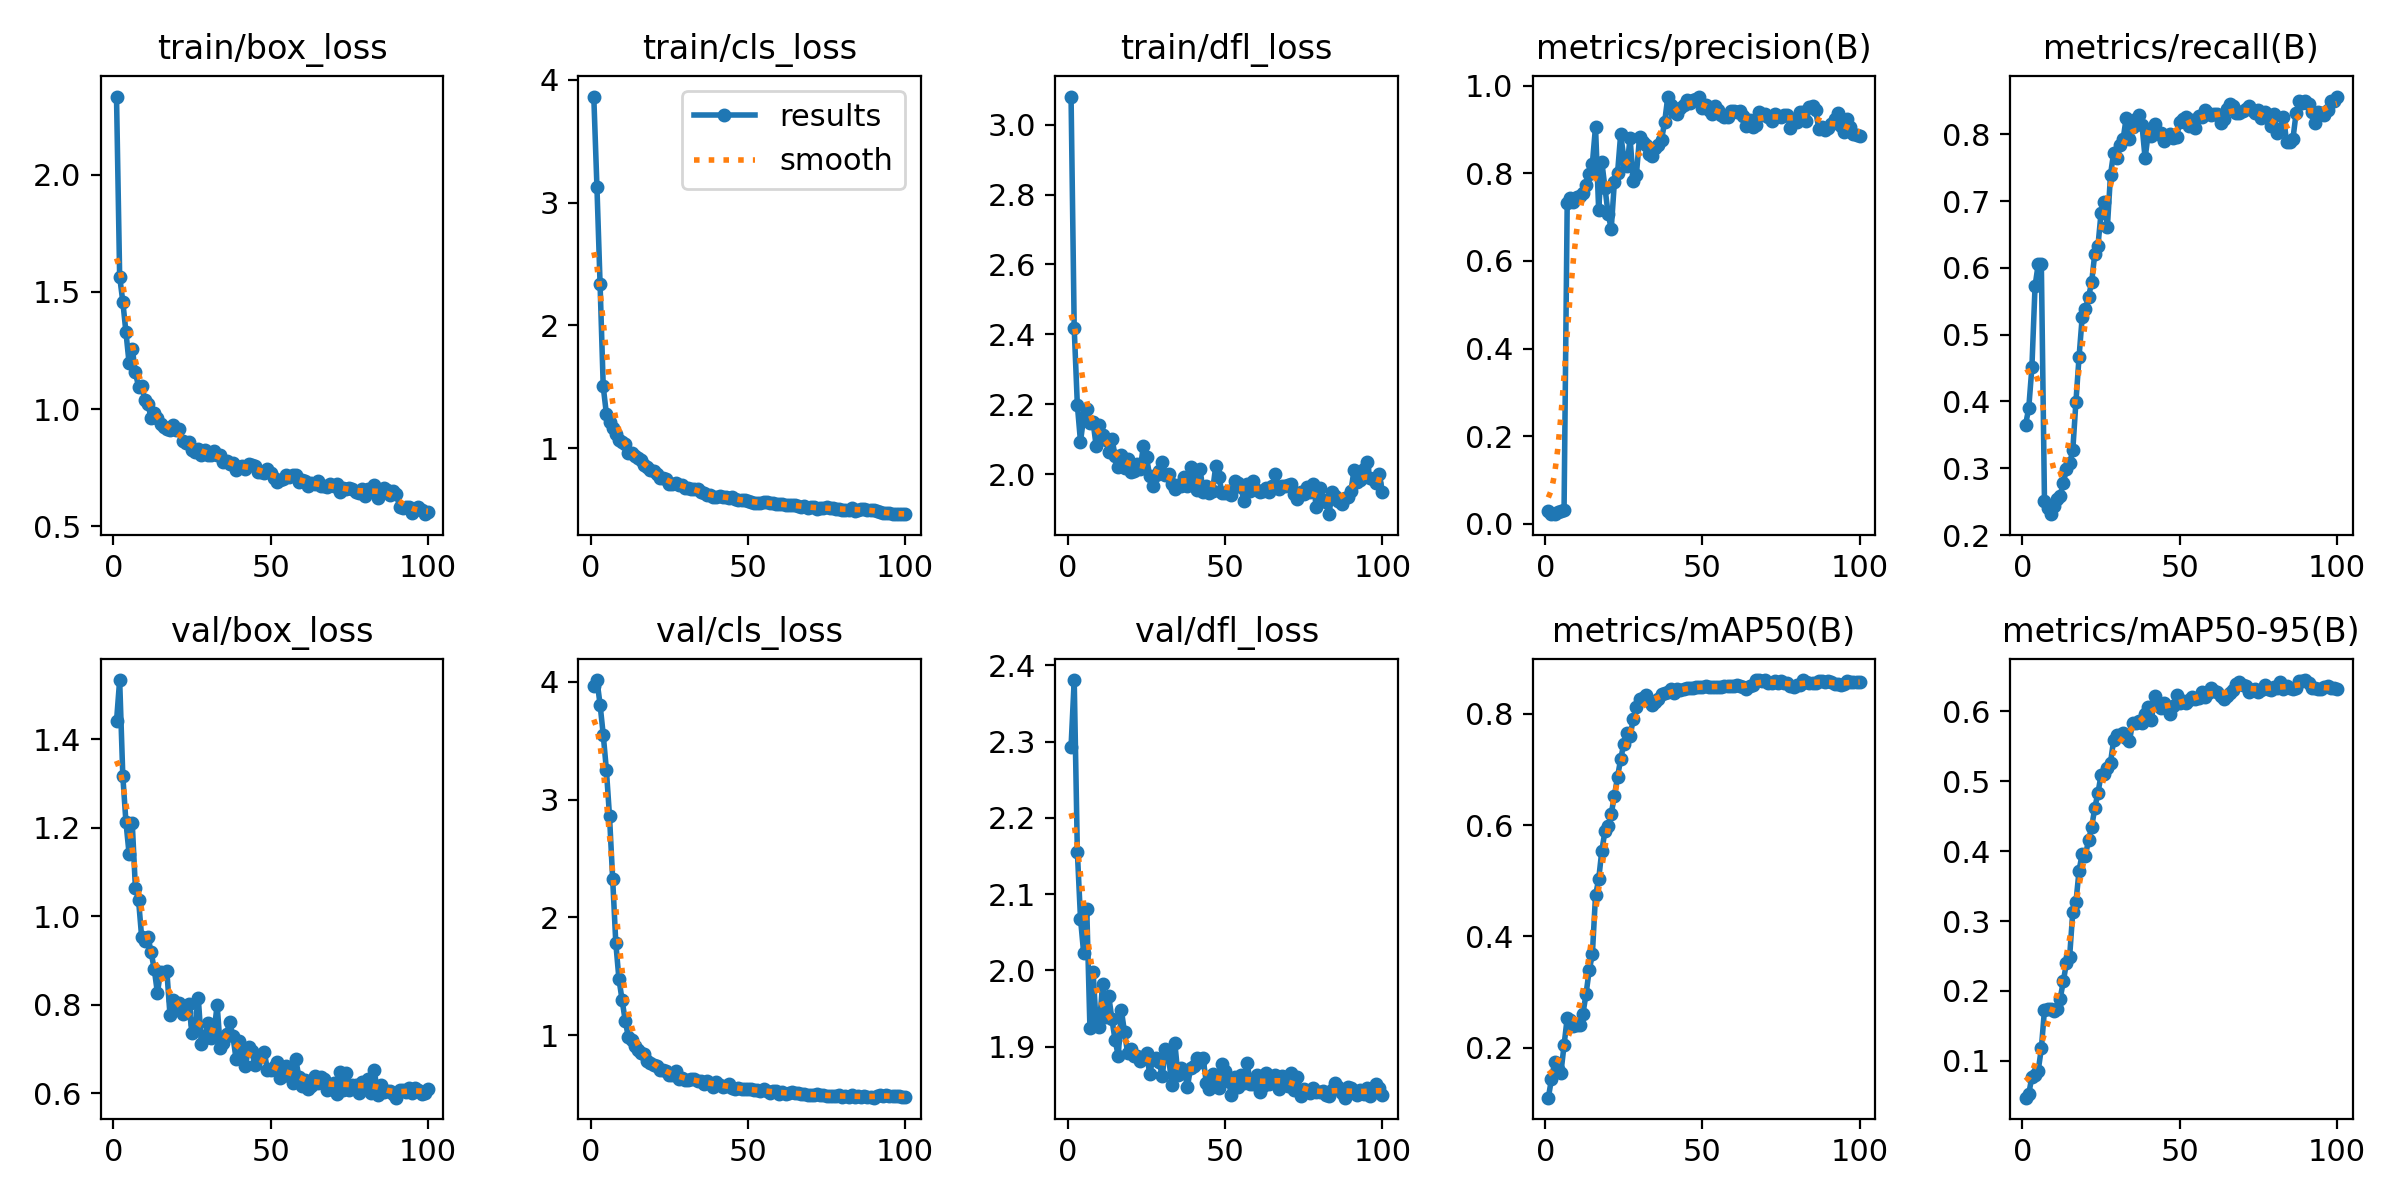 train/box_loss
2.0
1.5
1.0
0.5
0 50 100
train/cls_loss
4
3
2
1
results
smooth
0 50 100
train/dfl_loss
3.0
2.8
2.6
2.4
2.2
2.0
0 50 100
metrics/precision(B)
1.0
0.8
0.6
0.4
0.2
0.0
0 50 100
metrics/recall(B)
0.8
0.7
0.6
0.5
0.4
0.3
0.2
0 50 100
val/box_loss
1.4
1.2
1.0
0.8
0.6
0 50 100
val/cls_loss
4
3
2
1
0 50 100
val/dfl_loss
2.4
2.3
2.2
2.1
2.0
1.9
0 50 100
metrics/mAP50(B)
0.8
0.6
0.4
0.2
0 50 100
metrics/mAP50-95(B)
0.6
0.5
0.4
0.3
0.2
0.1
0 50 100